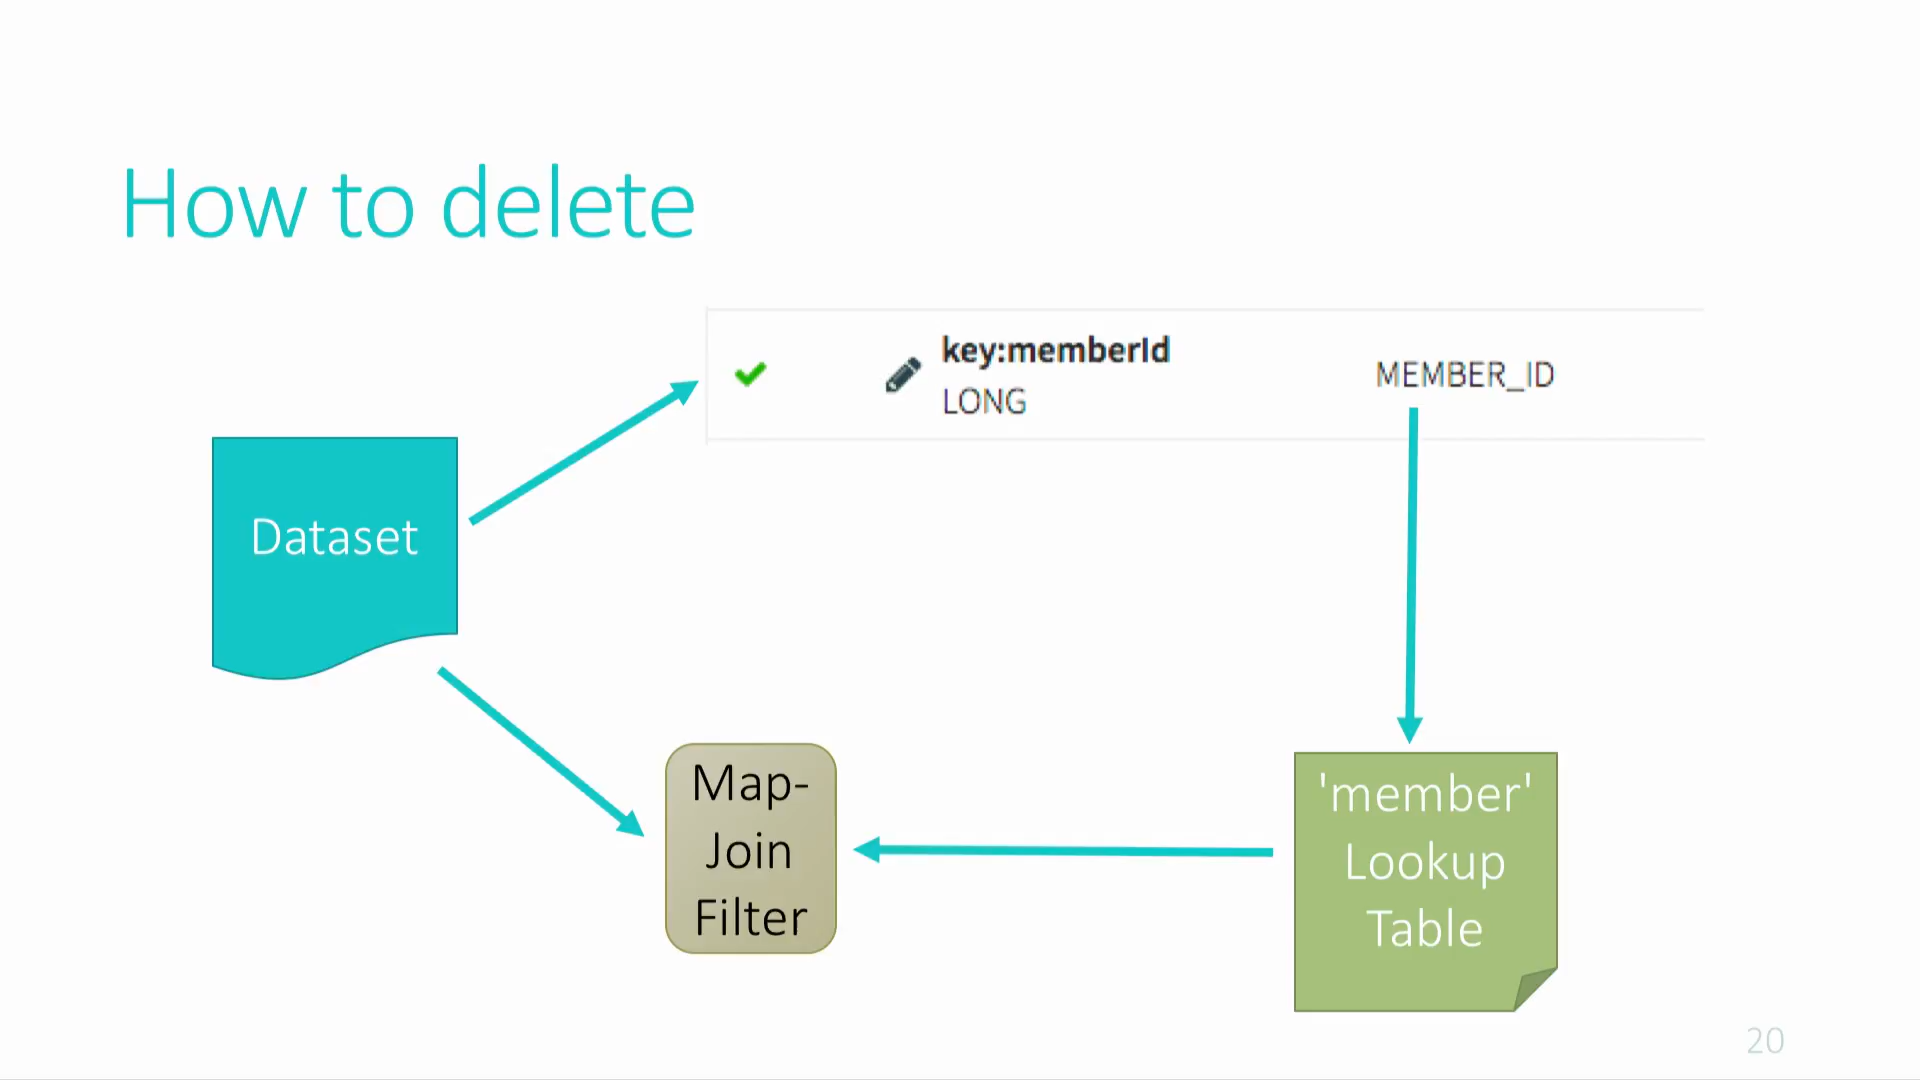 How to delete
key:memberId
LONG
MEMBER_ID
Dataset
Map-
Join
Filter
'member'
Lookup
Table
20